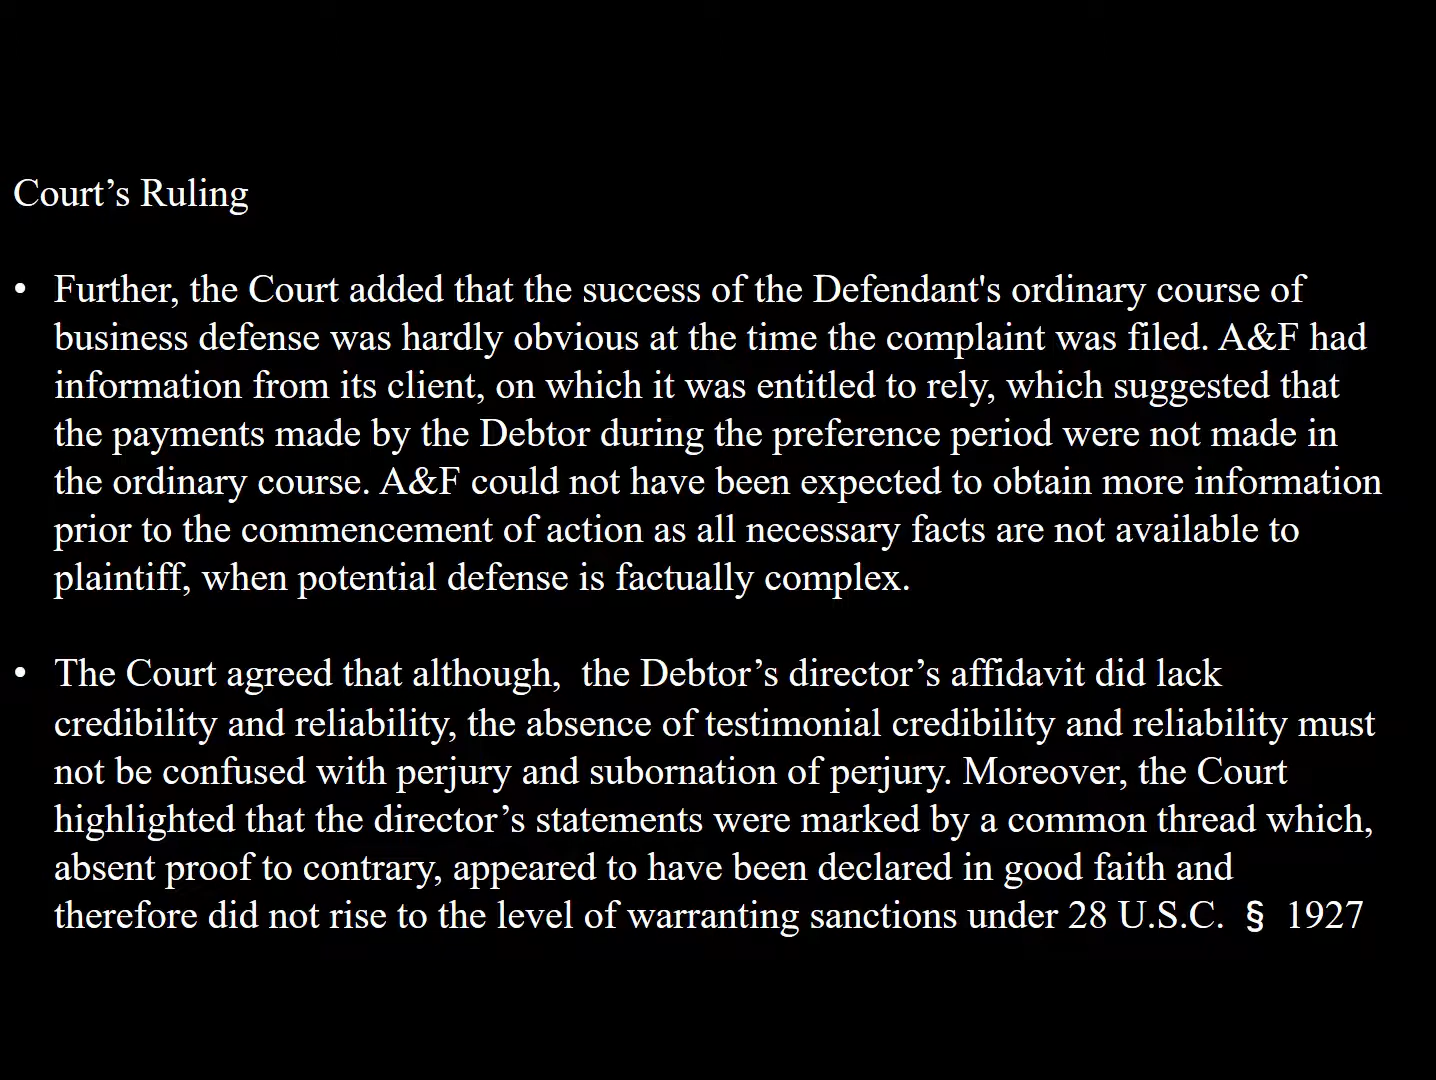 Court’s Ruling
• Further, the Court added that the success of the Defendant's ordinary course of
business defense was hardly obvious at the time the complaint was filed. A&F had
information from its client, on which it was entitled to rely, which suggested that
the payments made by the Debtor during the preference period were not made in
the ordinary course. A&F could not have been expected to obtain more information
prior to the commencement of action as all necessary facts are not available to
plaintiff, when potential defense is factually complex.
• The Court agreed that although,  the Debtor’s director’s affidavit did lack
credibility and reliability, the absence of testimonial credibility and reliability must
not be confused with perjury and subornation of perjury. Moreover, the Court
highlighted that the director’s statements were marked by a common thread which,
absent proof to contrary, appeared to have been declared in good faith and
therefore did not rise to the level of warranting sanctions under 28 U.S.C.  §  1927